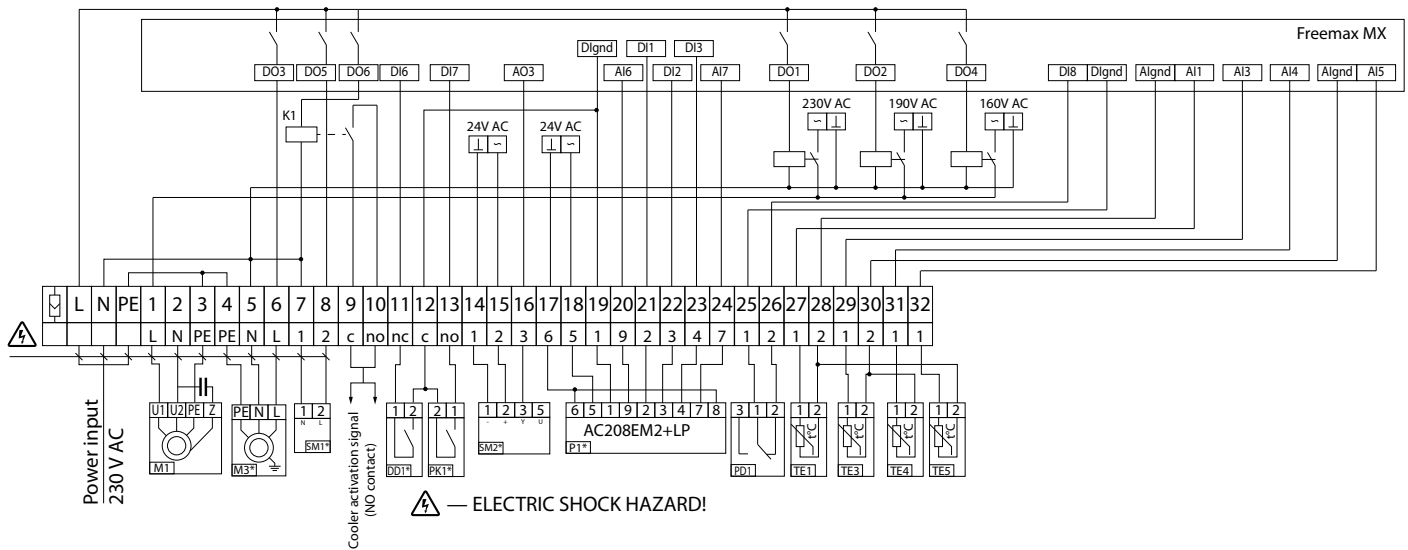 Freemax MX
DIgnd DI1 DI3
DO3 DO5 DO6 DI6 DI7 AO3 AI6 DI2 AI7 DO1 DO2 DO4 DI8 DIgnd AIgnd AI1 AI3 AI4 AIgnd AI5
230V AC 190V AC 160V AC
K1
24V AC 24V AC
L N PE 1 2 3 4 5 6 7 8 9 10 11 12 13 14 15 16 17 18 19 20 21 22 23 24 25 26 27 28 29 30 31 32
L N PE PE N L 1 2 c no nc c no 1 2 3 6 5 1 9 2 3 4 7 1 2 1 2 1 2 1 1
U1 U2 PE Z PE N L 1 2 1 2 2 1 1 2 3 5 6 5 1 9 2 3 4 7 8 3 1 2 1 2 1 2 1 2 1 2
N L - + Y U
AC208EM2+LP
t°C t°C t°C t°C
M1 M3* SM1* DD1* PK1* SM2* P1* PD1 TE1 TE3 TE4 TE5
Power input
230 V AC
Cooler activation signal
(NO contact)
— ELECTRIC SHOCK HAZARD!